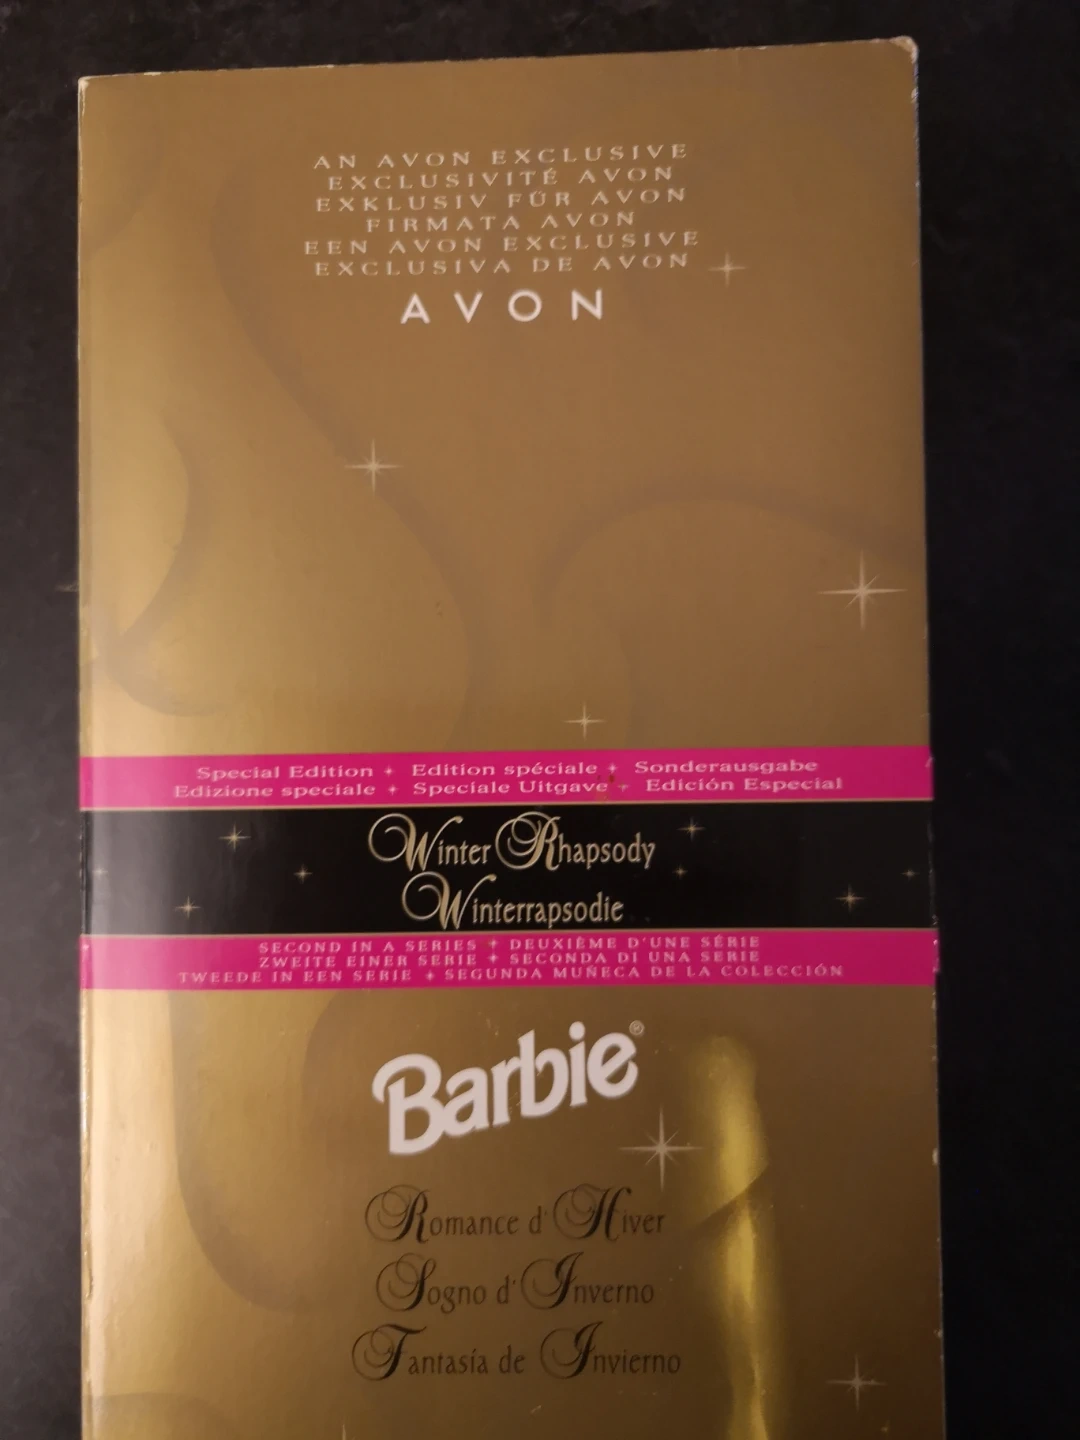 AN AVON EXCLUSIVE
EXCLUSIVITÉ AVON
EXKLUSIV FÜR AVON
FIRMATA AVON
EEN AVON EXCLUSIVE
EXCLUSIVA DE AVON
AVON
Special Edition + Edition spéciale + Sonderausgabe
Edizione speciale + Speciale Uitgave + Edición Especial
Winter Rhapsody
Winterrapsodie
SECOND IN A SERIES + DEUXIÈME D'UNE SÉRIE
ZWEITE EINER SERIE + SECONDA DI UNA SERIE
TWEEDE IN EEN SERIE + SEGUNDA MUÑECA DE LA COLECCIÓN
Barbie®
Romance d'Hiver
Sogno d'Inverno
Fantasía de Invierno